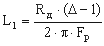 L₁ = (Rд · (Δ − 1)) / (2 · π · Fр)